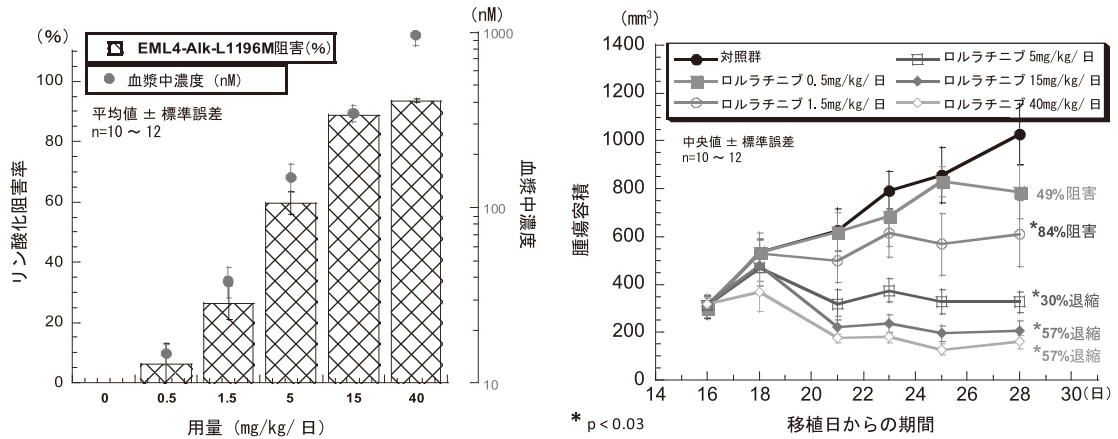 (%)
EML4-Alk-L1196M阻害(%)
血漿中濃度 (nM)
平均値 ± 標準誤差
n=10 ～ 12
100
80
60
40
20
0
リン酸化阻害率
0 0.5 1.5 5 15 40
用量 (mg/kg/ 日)
(nM)
1000
100
10
血漿中濃度
(mm³)
1400
1200
1000
800
600
400
200
0
腫瘍容積
対照群
ロルラチニブ 0.5mg/kg/ 日
ロルラチニブ 1.5mg/kg/ 日
ロルラチニブ 5mg/kg/ 日
ロルラチニブ 15mg/kg/ 日
ロルラチニブ 40mg/kg/ 日
中央値 ± 標準誤差
n=10 ～ 12
49%阻害
*84%阻害
*30%退縮
*57%退縮
*57%退縮
14 16 18 20 22 24 26 28 30(日)
移植日からの期間
* p < 0.03